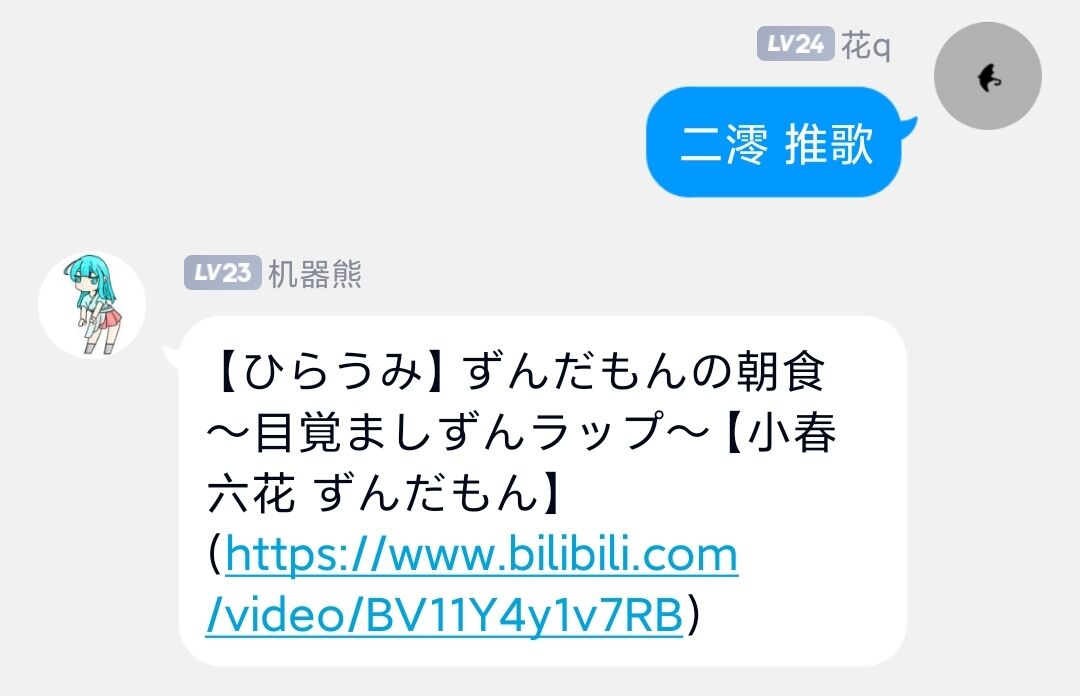 LV24 花q
二澪 推歌
LV23 机器熊
【ひらうみ】ずんだもんの朝食
～目覚ましずんラップ～【小春
六花 ずんだもん】
(https://www.bilibili.com
/video/BV11Y4y1v7RB)